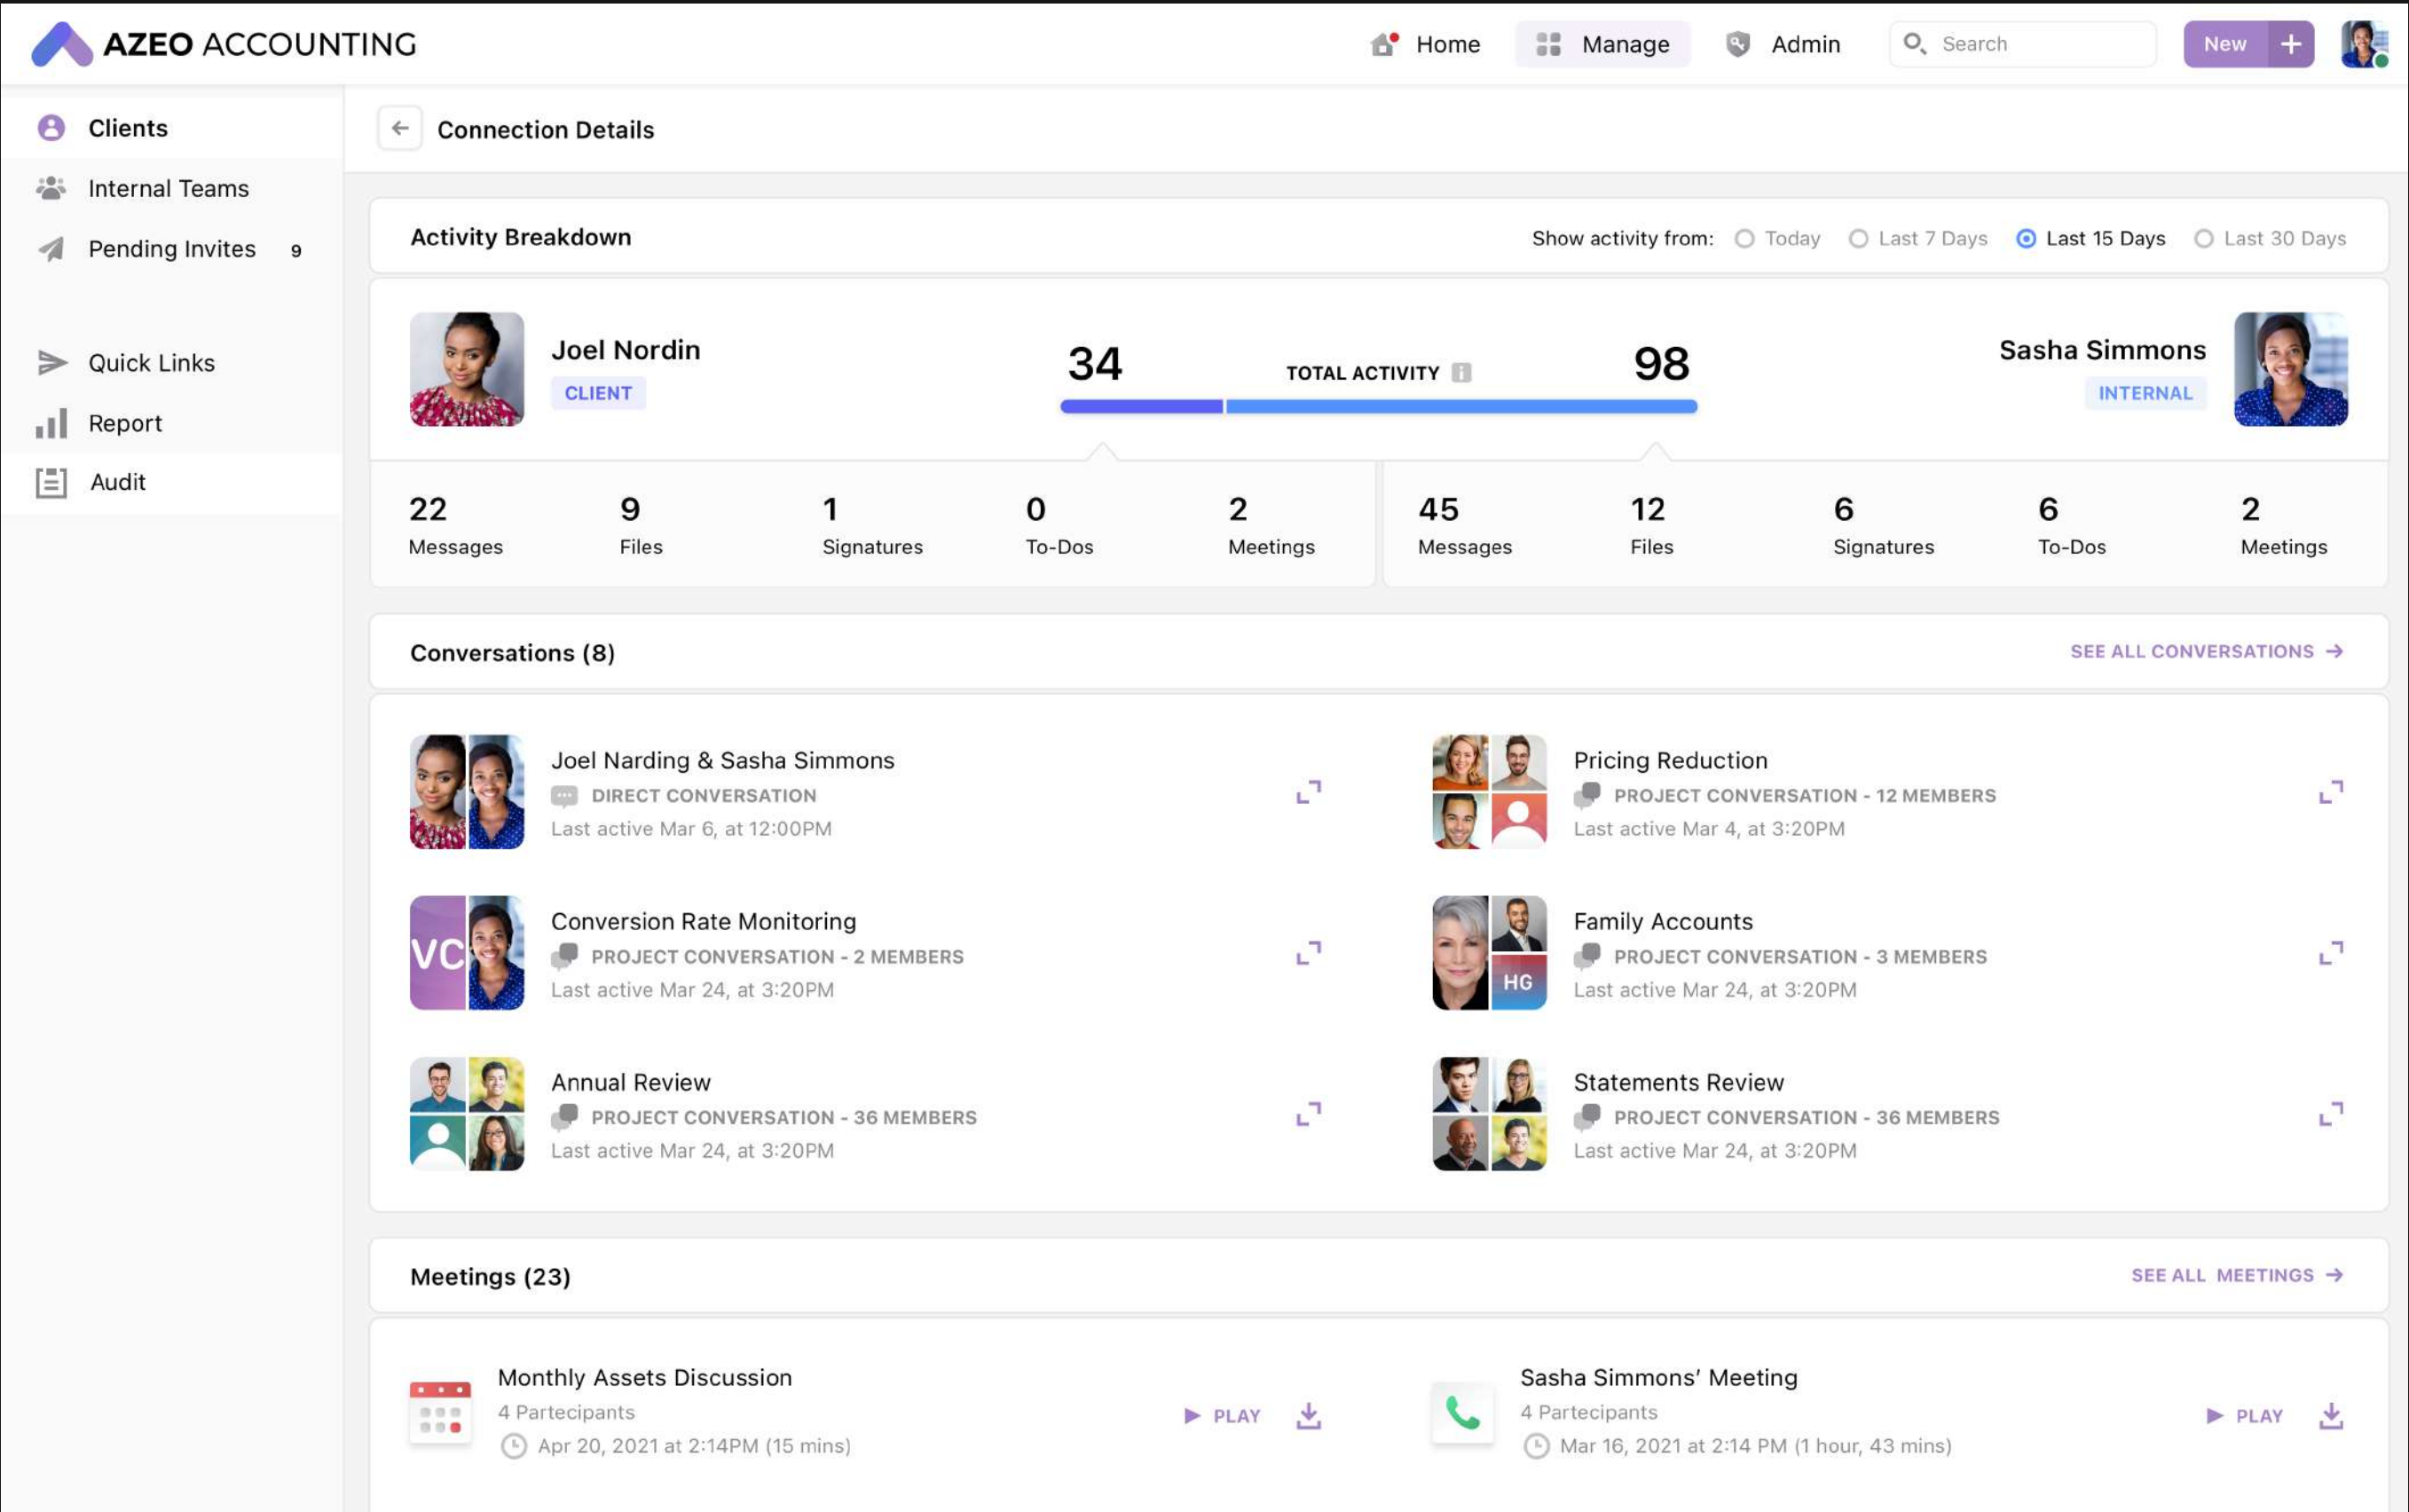 AZEO ACCOUNTING
Home
Manage
Admin
Search
New +
Clients
Internal Teams
Pending Invites 9
Quick Links
Report
Audit
Connection Details
Activity Breakdown
Show activity from: Today Last 7 Days Last 15 Days Last 30 Days
Joel Nordin
CLIENT
34 TOTAL ACTIVITY i 98
Sasha Simmons
INTERNAL
22 9 1 0 2
Messages Files Signatures To-Dos Meetings
45 12 6 6 2
Messages Files Signatures To-Dos Meetings
Conversations (8)
SEE ALL CONVERSATIONS →
Joel Narding & Sasha Simmons
DIRECT CONVERSATION
Last active Mar 6, at 12:00PM
Pricing Reduction
PROJECT CONVERSATION - 12 MEMBERS
Last active Mar 4, at 3:20PM
VC
Conversion Rate Monitoring
PROJECT CONVERSATION - 2 MEMBERS
Last active Mar 24, at 3:20PM
HG
Family Accounts
PROJECT CONVERSATION - 3 MEMBERS
Last active Mar 24, at 3:20PM
Annual Review
PROJECT CONVERSATION - 36 MEMBERS
Last active Mar 24, at 3:20PM
Statements Review
PROJECT CONVERSATION - 36 MEMBERS
Last active Mar 24, at 3:20PM
Meetings (23)
SEE ALL MEETINGS →
Monthly Assets Discussion
4 Partecipants
Apr 20, 2021 at 2:14PM (15 mins)
PLAY
Sasha Simmons’ Meeting
4 Partecipants
Mar 16, 2021 at 2:14 PM (1 hour, 43 mins)
PLAY